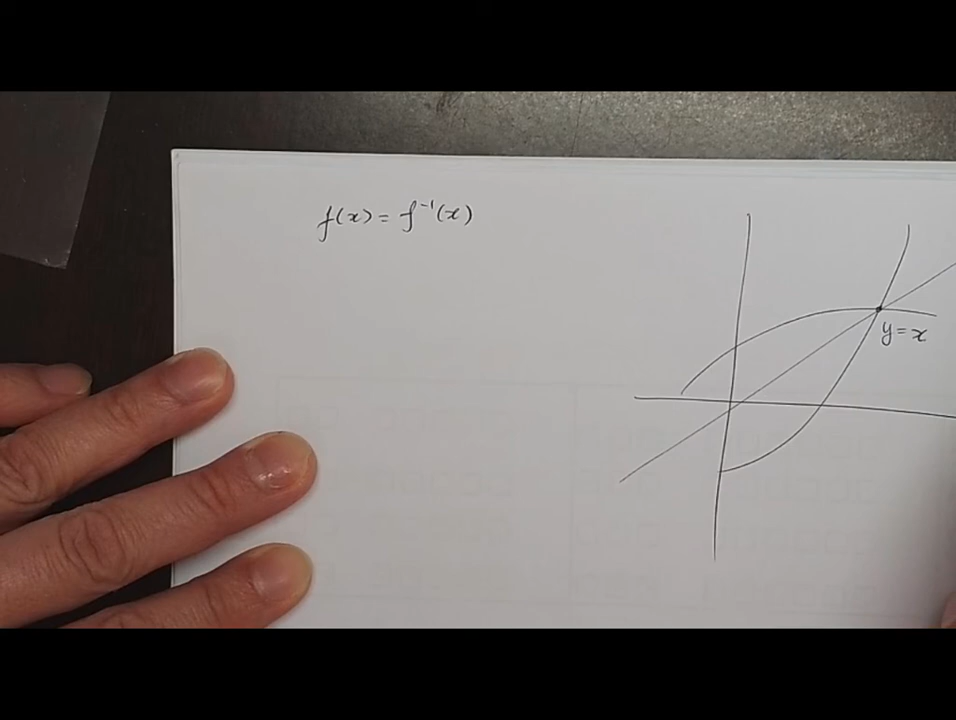 f(x) = f⁻¹(x)
y = x